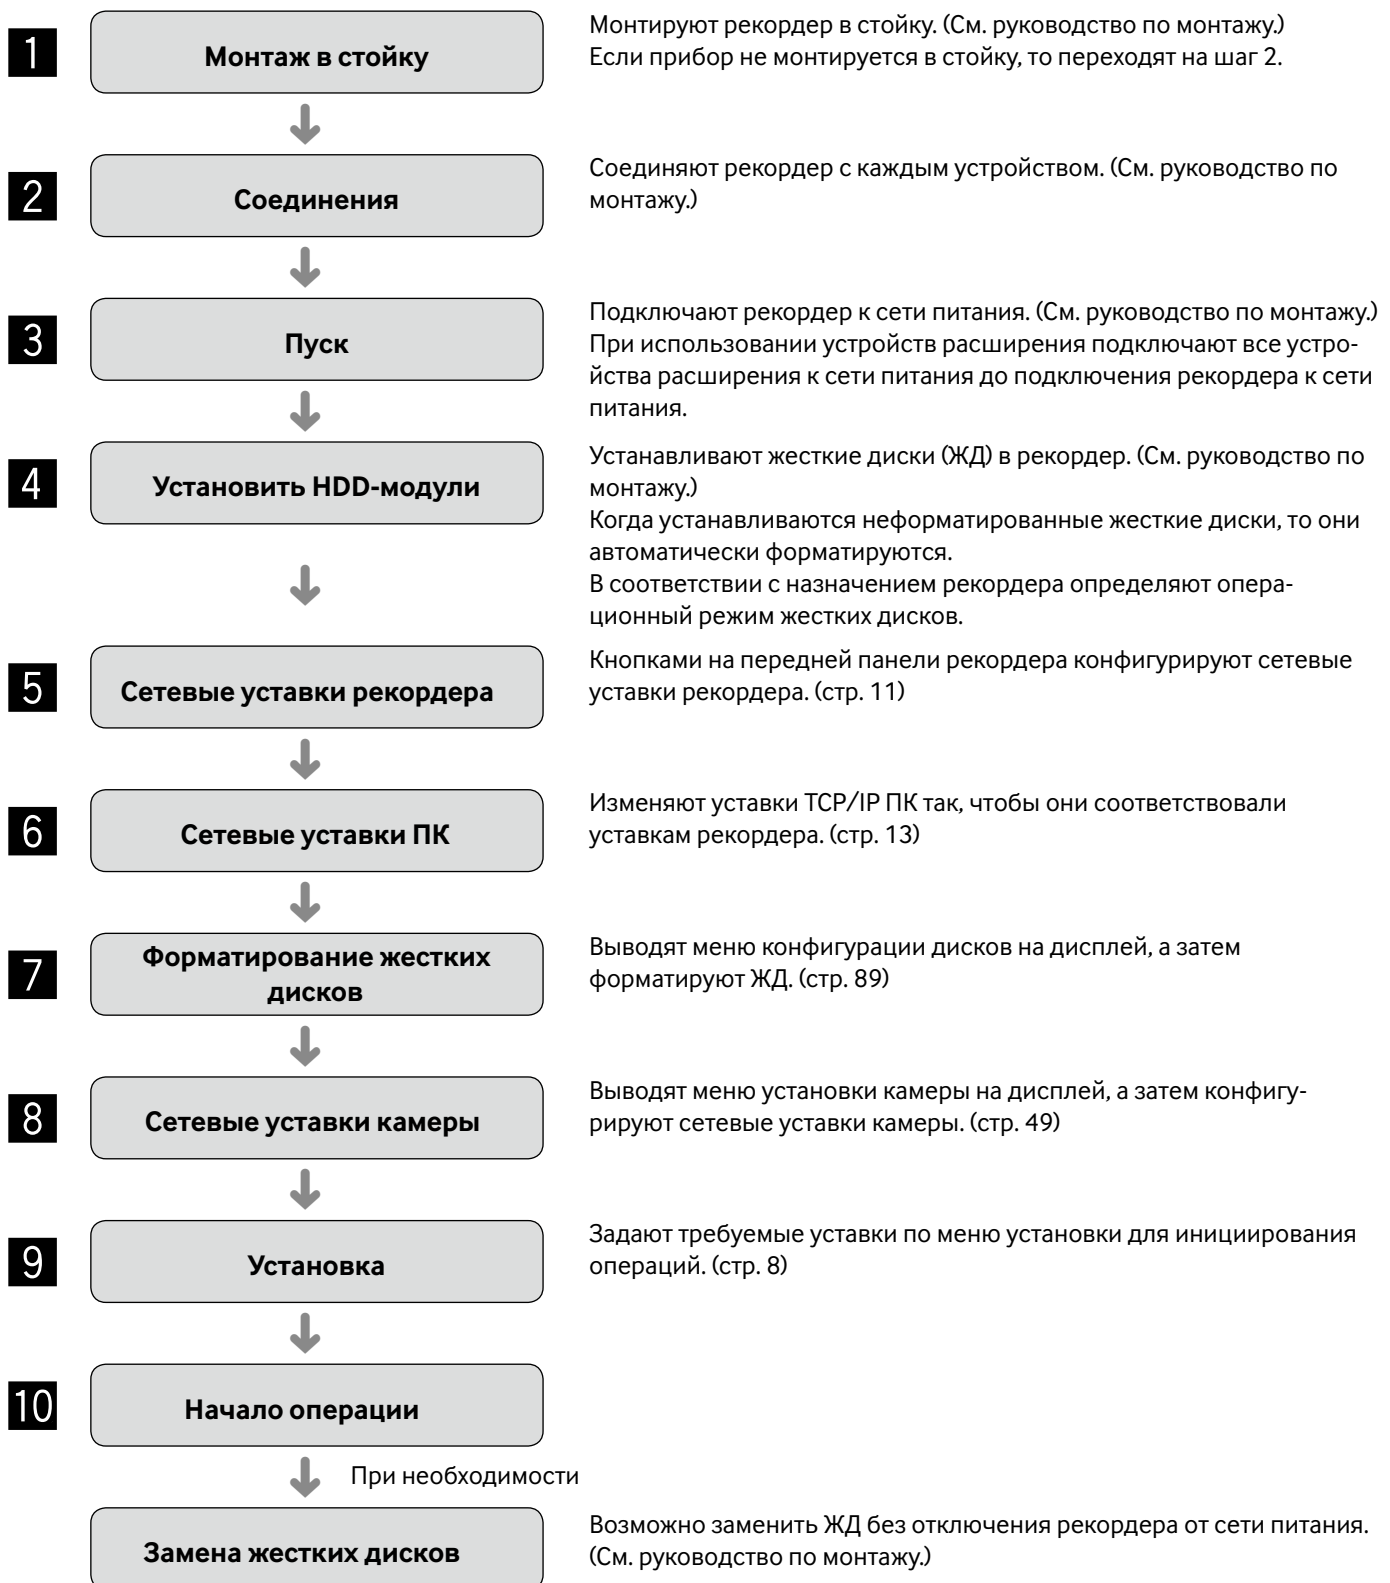 1
Монтаж в стойку
Монтируют рекордер в стойку. (См. руководство по монтажу.)
Если прибор не монтируется в стойку, то переходят на шаг 2.
2
Соединения
Соединяют рекордер с каждым устройством. (См. руководство по
монтажу.)
3
Пуск
Подключают рекордер к сети питания. (См. руководство по монтажу.)
При использовании устройств расширения подключают все устро-
йства расширения к сети питания до подключения рекордера к сети
питания.
4
Установить HDD-модули
Устанавливают жесткие диски (ЖД) в рекордер. (См. руководство по
монтажу.)
Когда устанавливаются неформатированные жесткие диски, то они
автоматически форматируются.
В соответствии с назначением рекордера определяют опера-
ционный режим жестких дисков.
5
Сетевые уставки рекордера
Кнопками на передней панели рекордера конфигурируют сетевые
уставки рекордера. (стр. 11)
6
Сетевые уставки ПК
Изменяют уставки TCP/IP ПК так, чтобы они соответствовали
уставкам рекордера. (стр. 13)
7
Форматирование жестких
дисков
Выводят меню конфигурации дисков на дисплей, а затем
форматируют ЖД. (стр. 89)
8
Сетевые уставки камеры
Выводят меню установки камеры на дисплей, а затем конфигу-
рируют сетевые уставки камеры. (стр. 49)
9
Установка
Задают требуемые уставки по меню установки для инициирования
операций. (стр. 8)
10
Начало операции
При необходимости
Замена жестких дисков
Возможно заменить ЖД без отключения рекордера от сети питания.
(См. руководство по монтажу.)